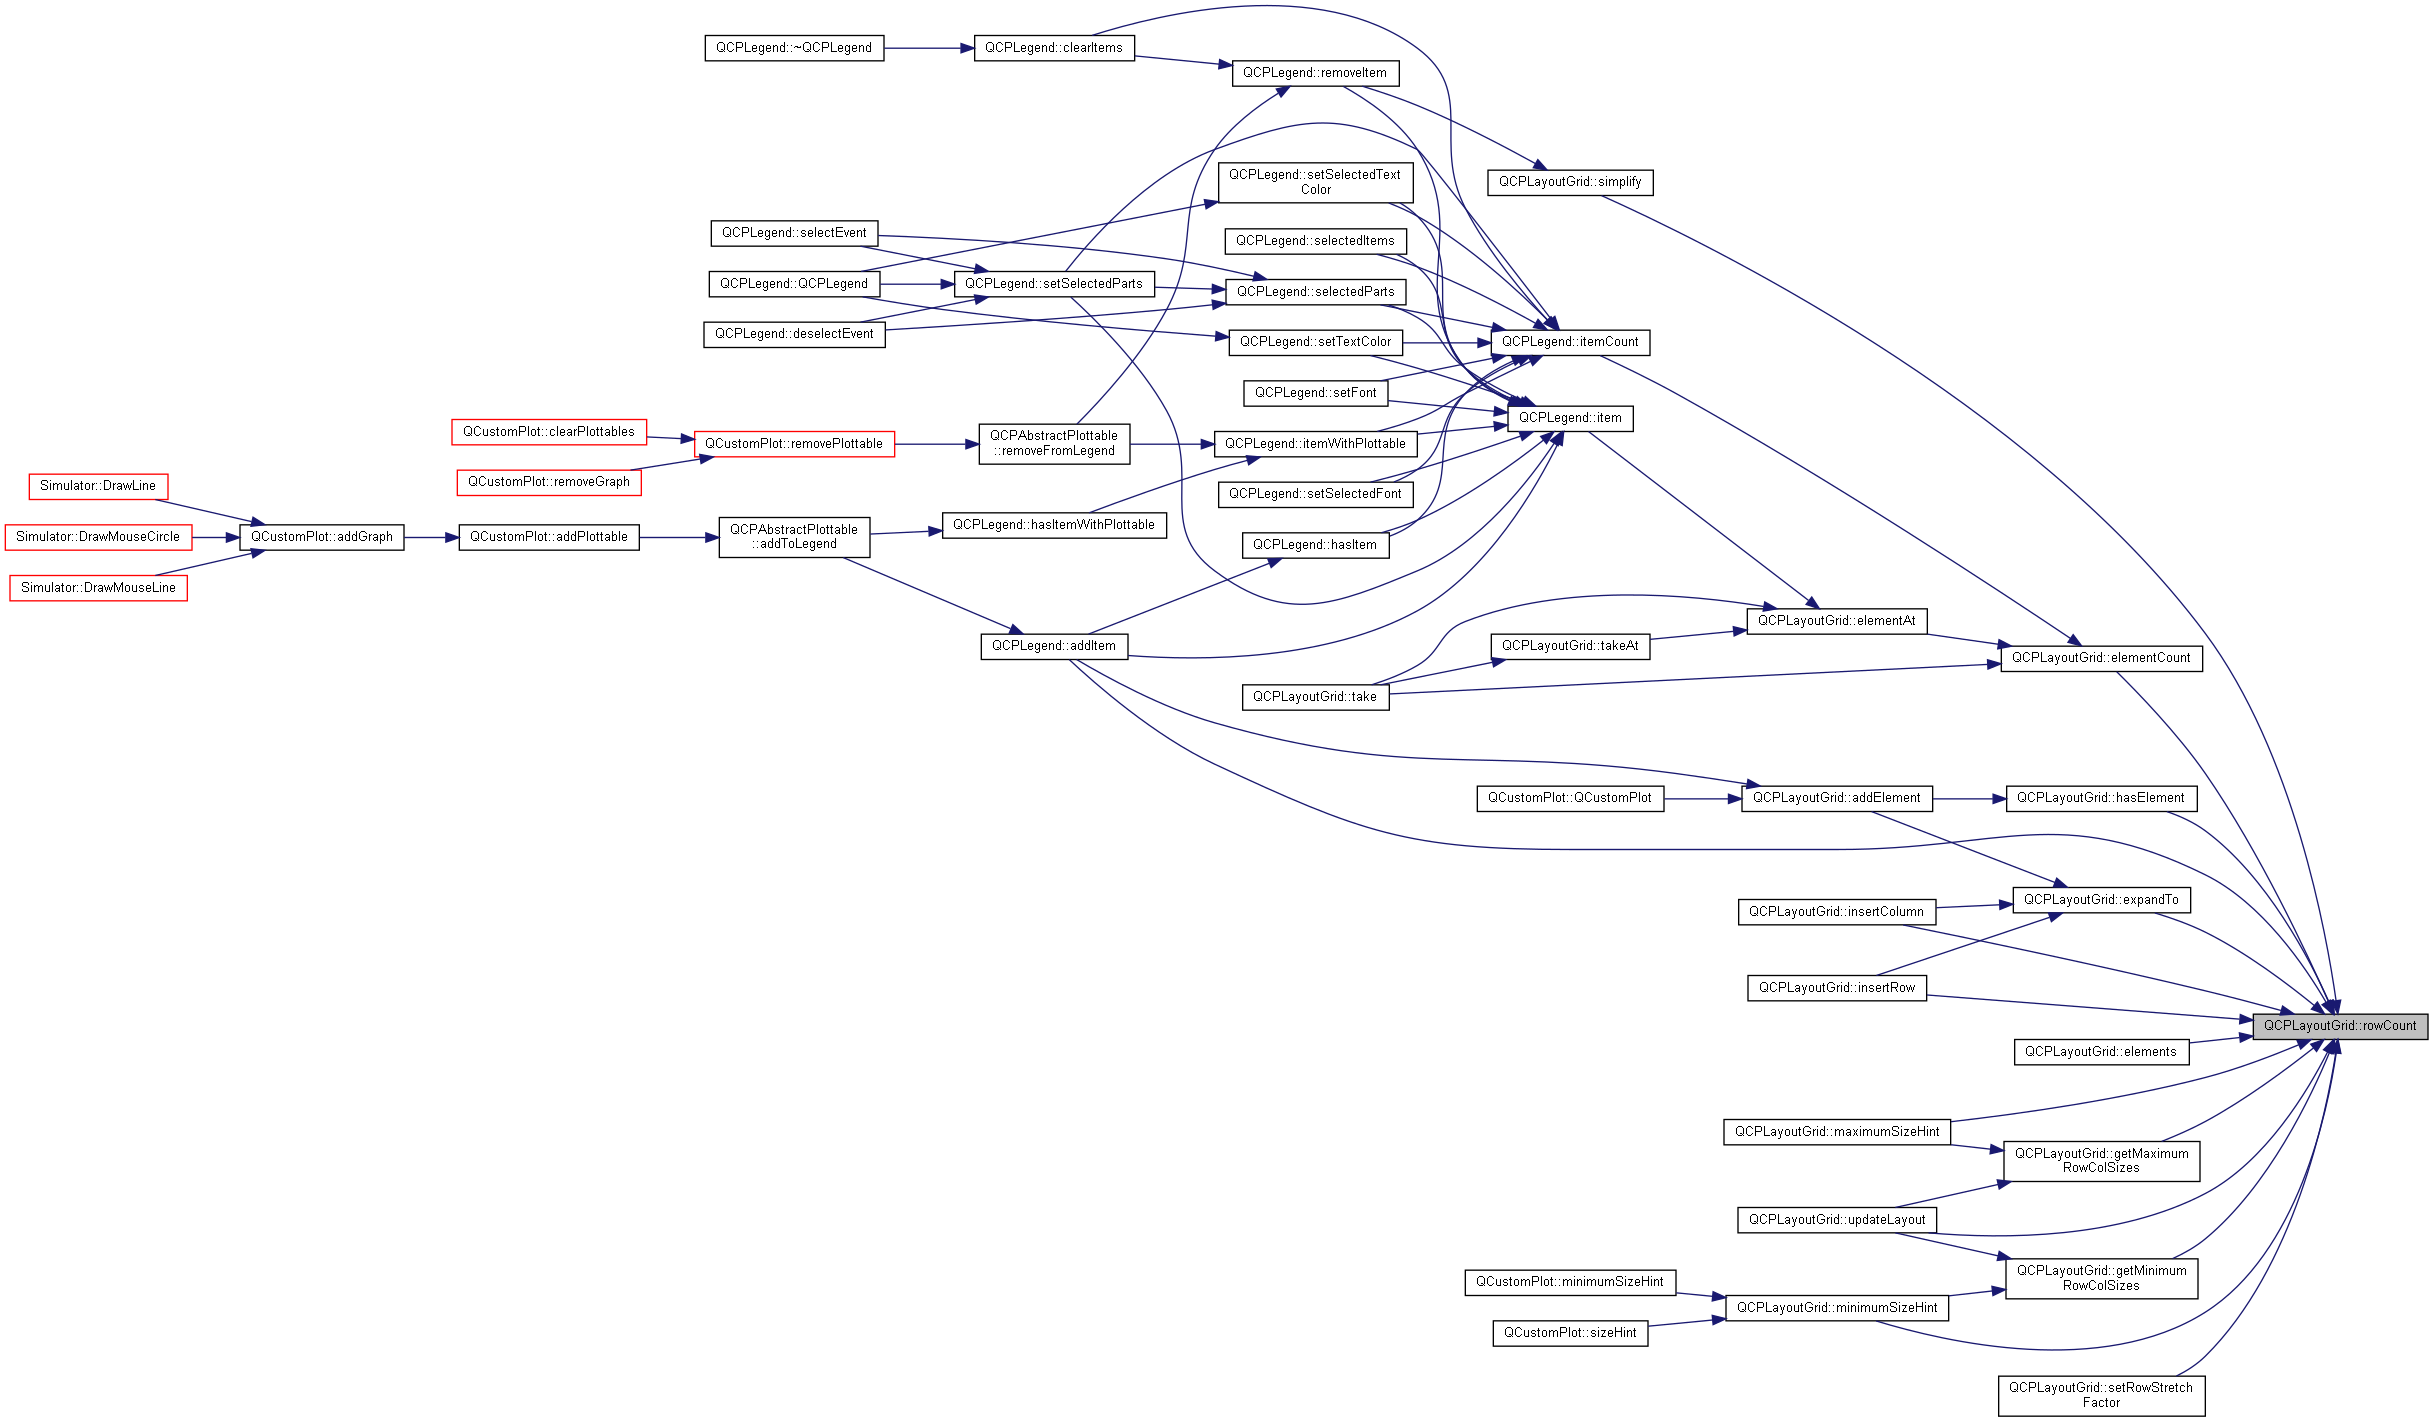 QCPLegend::~QCPLegend
QCPLegend::clearItems
QCPLegend::removeItem
QCPLegend::setSelectedText
Color
QCPLayoutGrid::simplify
QCPLegend::selectEvent
QCPLegend::selectedItems
QCPLegend::QCPLegend
QCPLegend::setSelectedParts
QCPLegend::selectedParts
QCPLegend::deselectEvent
QCPLegend::setTextColor
QCPLegend::itemCount
QCPLegend::setFont
QCPLegend::item
QCustomPlot::clearPlottables
QCustomPlot::removePlottable
QCPAbstractPlottable
::removeFromLegend
QCPLegend::itemWithPlottable
QCustomPlot::removeGraph
QCPLegend::setSelectedFont
Simulator::DrawLine
Simulator::DrawMouseCircle
QCustomPlot::addGraph
QCustomPlot::addPlottable
QCPAbstractPlottable
::addToLegend
QCPLegend::hasItemWithPlottable
QCPLegend::hasItem
Simulator::DrawMouseLine
QCPLegend::addItem
QCPLayoutGrid::takeAt
QCPLayoutGrid::elementAt
QCPLayoutGrid::elementCount
QCPLayoutGrid::take
QCustomPlot::QCustomPlot
QCPLayoutGrid::addElement
QCPLayoutGrid::hasElement
QCPLayoutGrid::insertColumn
QCPLayoutGrid::expandTo
QCPLayoutGrid::insertRow
QCPLayoutGrid::rowCount
QCPLayoutGrid::elements
QCPLayoutGrid::maximumSizeHint
QCPLayoutGrid::getMaximum
RowColSizes
QCPLayoutGrid::updateLayout
QCPLayoutGrid::getMinimum
RowColSizes
QCustomPlot::minimumSizeHint
QCPLayoutGrid::minimumSizeHint
QCustomPlot::sizeHint
QCPLayoutGrid::setRowStretch
Factor